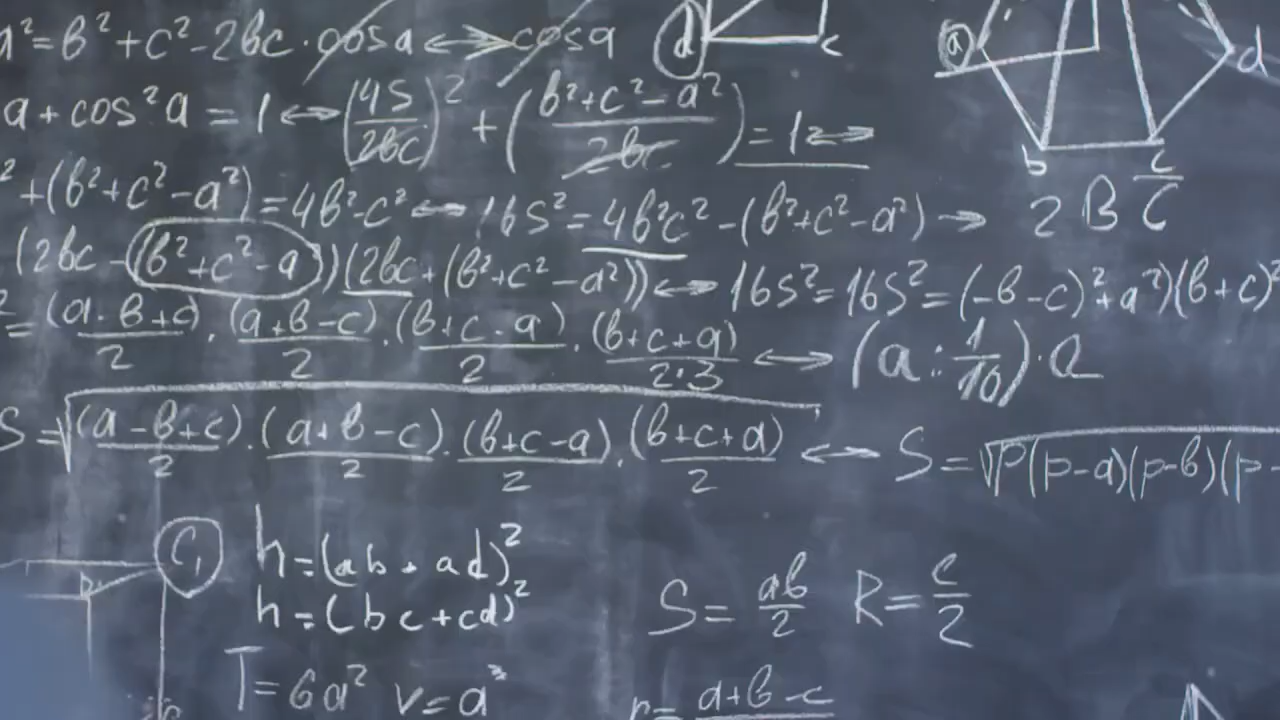 a²=b²+c²-2bc·cosa ⟷ cosa
d
c
a
d
b
c
a+cos²a=1 ⟷ (4S/2bc)² + (b²+c²-a²/2bc)=1 ⟷
²+(b²+c²-a²)=4b²-c² ⟷ 16S²=4b²c²-(b²+c²-a²) →
2BC
(2bc-(b²+c²-a))(2bc+(b²+c²-a²)) ⟷ 16S²=16S²=(-b-c)²+a²)(b+c)²
²=(a·b+c)/2·(a+b-c)/2·(b+c-a)/2·(b+c+a)/2·3 ⟷ (a:1/10)·
S=√(a-b+c)/2·(a+b-c)/2·(b+c-a)/2·(b+c+a)/2 ⟷ S=√p(p-a)(p-b)(p-
C₁
h=(ab+ad)²
h=(bc+cd)²
S=ab/2 R=c/2
T=6a² v=a³
r=a+b-c